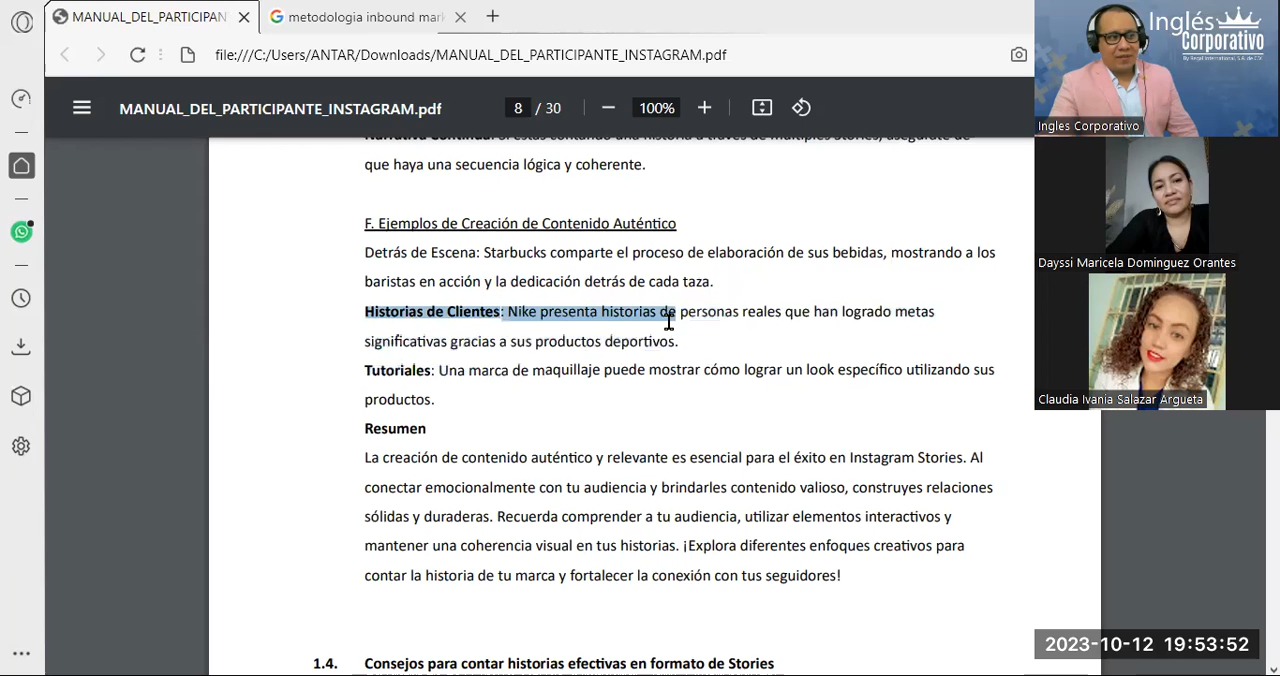 MANUAL_DEL_PARTICIPAN
metodologia inbound mar
file:///C:/Users/ANTAR/Downloads/MANUAL_DEL_PARTICIPANTE_INSTAGRAM.pdf
MANUAL_DEL_PARTICIPANTE_INSTAGRAM.pdf
8 / 30
100%
que haya una secuencia lógica y coherente.
F. Ejemplos de Creación de Contenido Auténtico
Detrás de Escena: Starbucks comparte el proceso de elaboración de sus bebidas, mostrando a los
baristas en acción y la dedicación detrás de cada taza.
Historias de Clientes: Nike presenta historias de personas reales que han logrado metas
significativas gracias a sus productos deportivos.
Tutoriales: Una marca de maquillaje puede mostrar cómo lograr un look específico utilizando sus
productos.
Resumen
La creación de contenido auténtico y relevante es esencial para el éxito en Instagram Stories. Al
conectar emocionalmente con tu audiencia y brindarles contenido valioso, construyes relaciones
sólidas y duraderas. Recuerda comprender a tu audiencia, utilizar elementos interactivos y
mantener una coherencia visual en tus historias. ¡Explora diferentes enfoques creativos para
contar la historia de tu marca y fortalecer la conexión con tus seguidores!
1.4. Consejos para contar historias efectivas en formato de Stories
Inglés
Corporativo
By Regal International, S.A. de C.V.
Ingles Corporativo
Dayssi Maricela Dominguez Orantes
Claudia Ivania Salazar Argueta
2023-10-12 19:53:52